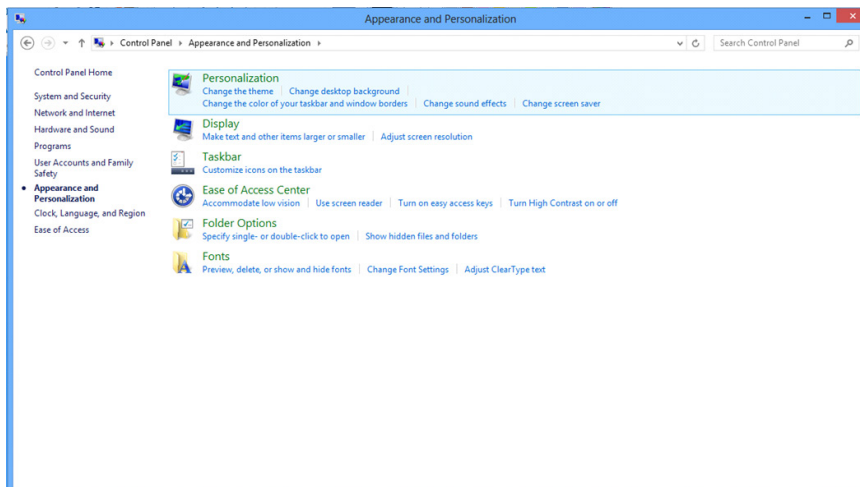 Appearance and Personalization
Control Panel Appearance and Personalization
Search Control Panel
Control Panel Home
System and Security
Network and Internet
Hardware and Sound
Programs
User Accounts and Family
Safety
Appearance and
Personalization
Clock, Language, and Region
Ease of Access
Personalization
Change the theme Change desktop background
Change the color of your taskbar and window borders Change sound effects Change screen saver
Display
Make text and other items larger or smaller Adjust screen resolution
Taskbar
Customize icons on the taskbar
Ease of Access Center
Accommodate low vision Use screen reader Turn on easy access keys Turn High Contrast on or off
Folder Options
Specify single- or double-click to open Show hidden files and folders
Fonts
Preview, delete, or show and hide fonts Change Font Settings Adjust ClearType text